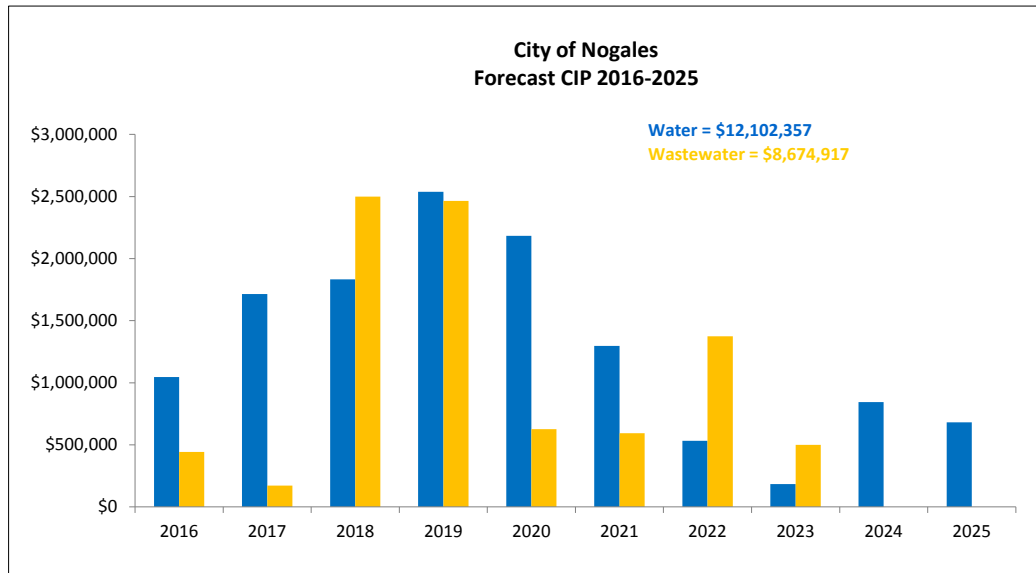 City of Nogales
Forecast CIP 2016-2025
Water = $12,102,357
Wastewater = $8,674,917
$3,000,000
$2,500,000
$2,000,000
$1,500,000
$1,000,000
$500,000
$0
2016 2017 2018 2019 2020 2021 2022 2023 2024 2025